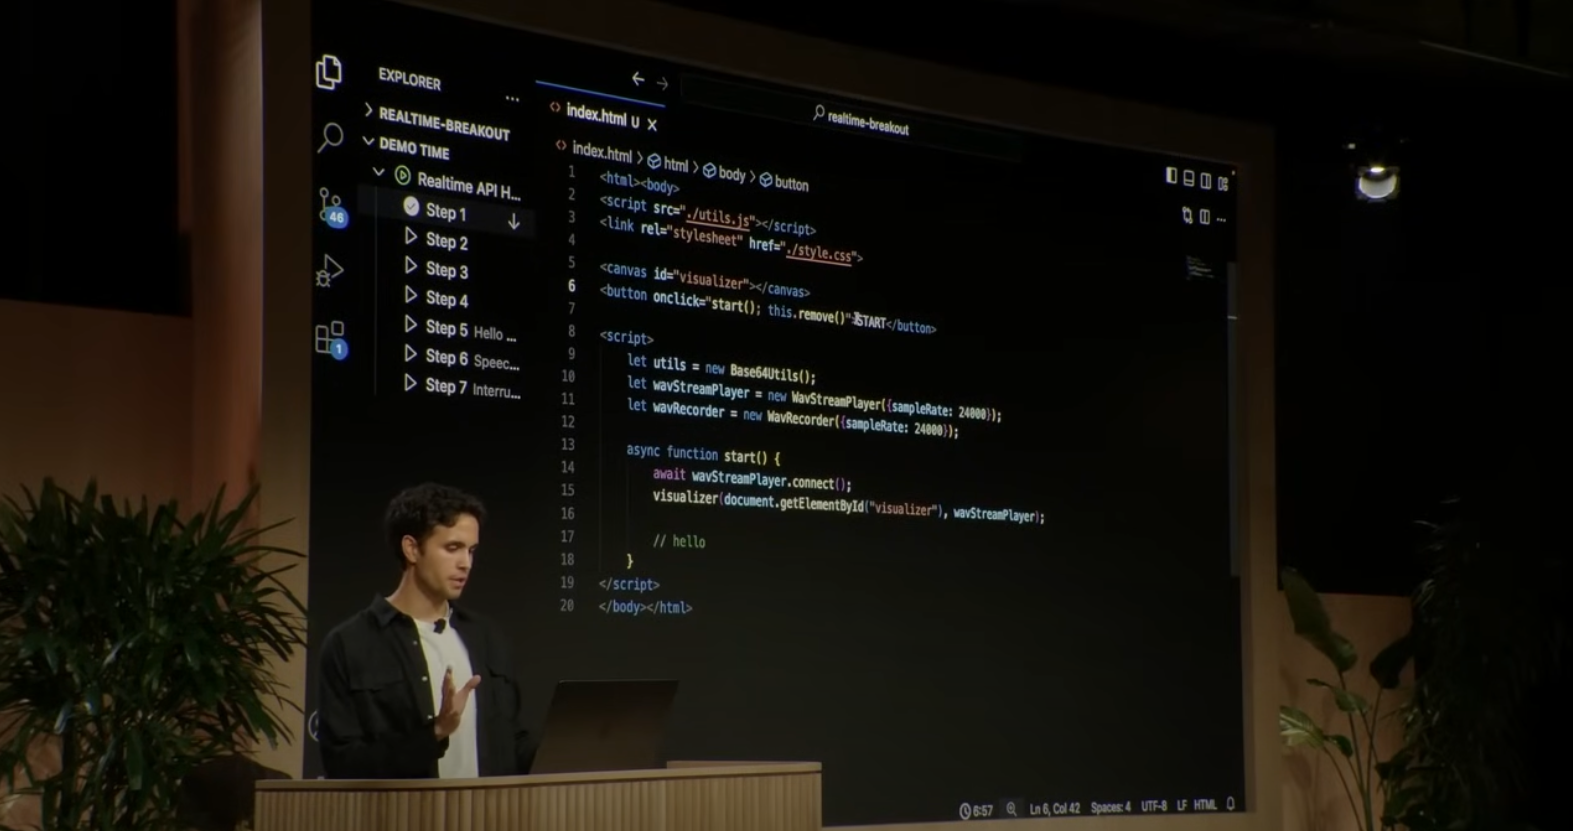 EXPLORER
...
REALTIME-BREAKOUT
DEMO TIME
Realtime API H...
Step 1
Step 2
Step 3
Step 4
Step 5 Hello ...
Step 6 Speec...
Step 7 Interru...
46
1
realtime-breakout
index.html U
index.html > html > body > button
1 <html><body>
2 <script src="./utils.js"></script>
3 <link rel="stylesheet" href="./style.css">
4
5 <canvas id="visualizer"></canvas>
6 <button onclick="start(); this.remove()">START</button>
7
8 <script>
9 let utils = new Base64Utils();
10 let wavStreamPlayer = new WavStreamPlayer({sampleRate: 24000});
11 let wavRecorder = new WavRecorder({sampleRate: 24000});
12
13 async function start() {
14 await wavStreamPlayer.connect();
15 visualizer(document.getElementById("visualizer"), wavStreamPlayer);
16
17 // hello
18 }
19 </script>
20 </body></html>
6:57 Ln 6, Col 42 Spaces: 4 UTF-8 LF HTML